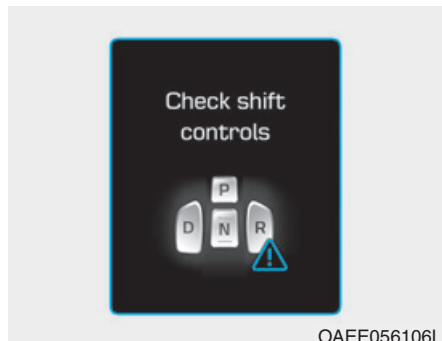 Check shift
controls
P
D N R
OAEE056106L